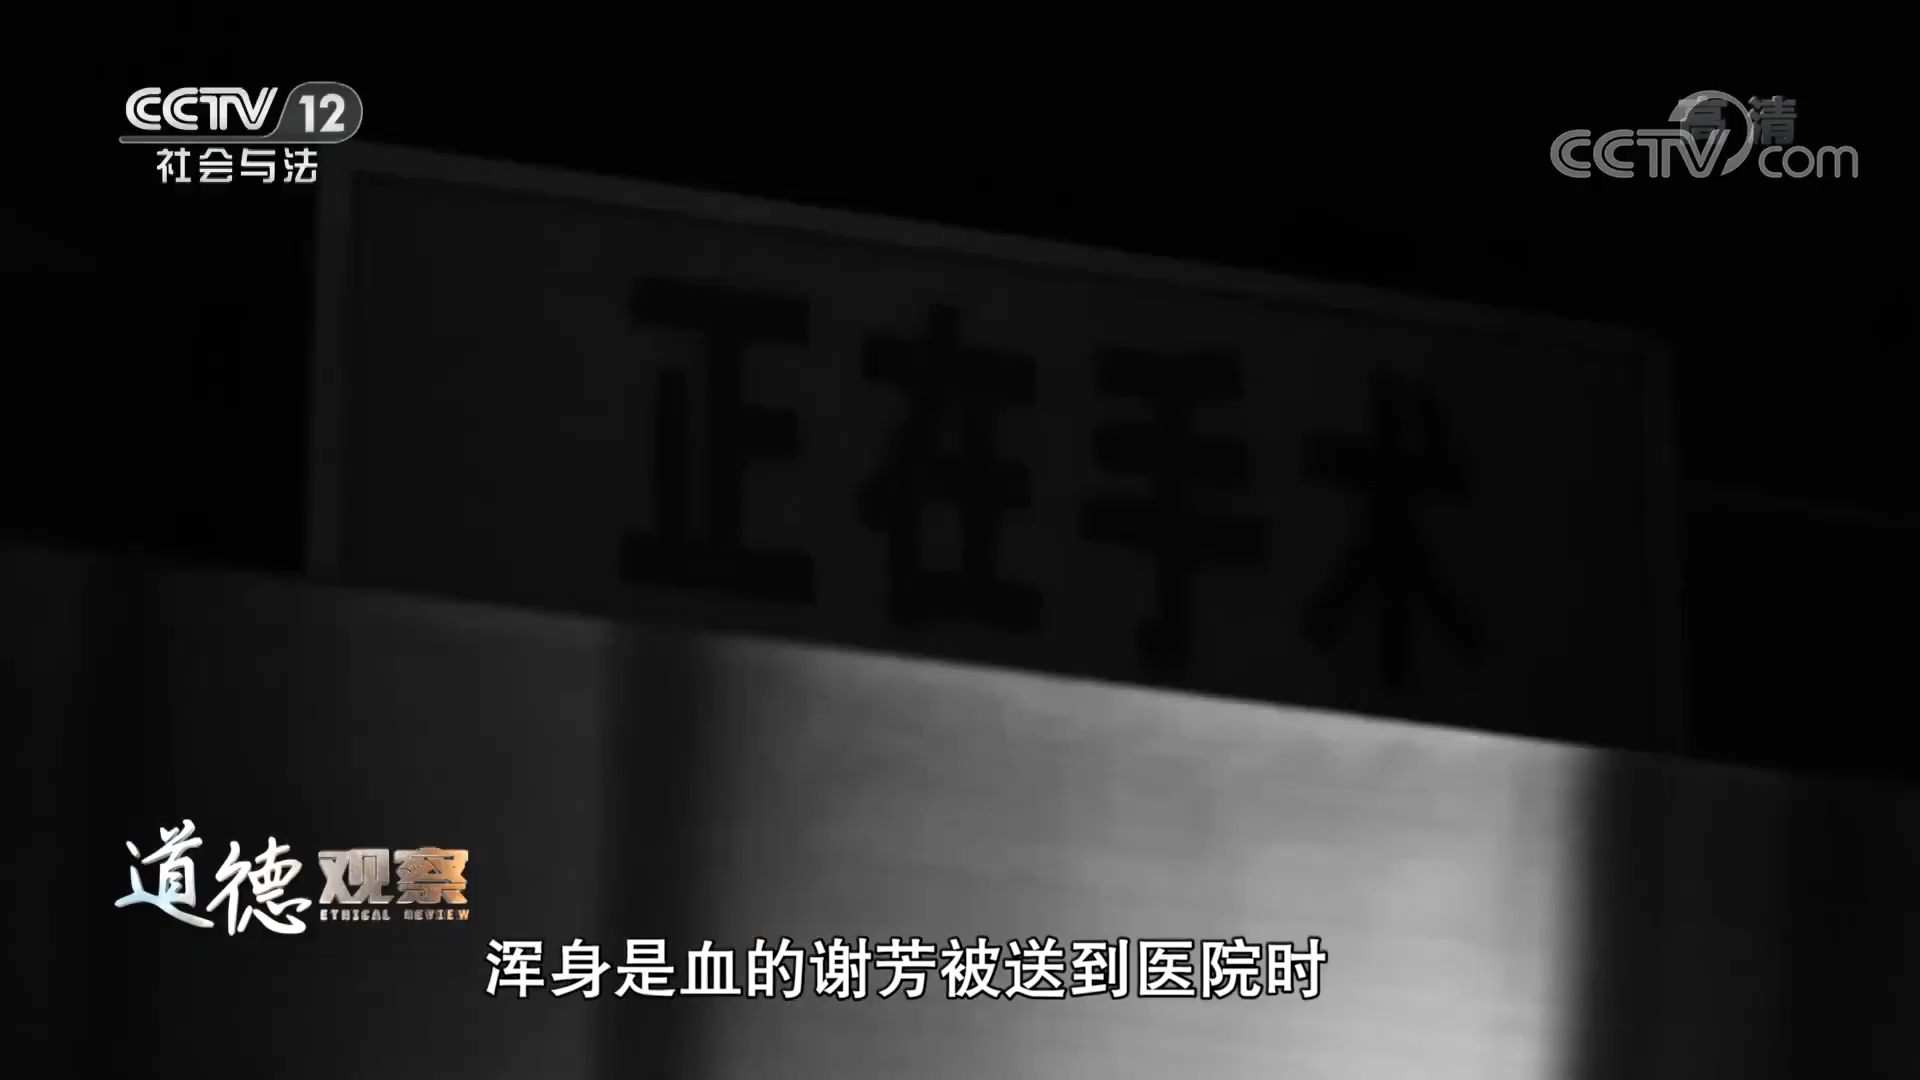 CCTV 12
社会与法
高清
CCTV.com
正在手术
道德观察
ETHICAL REVIEW
浑身是血的谢芳被送到医院时